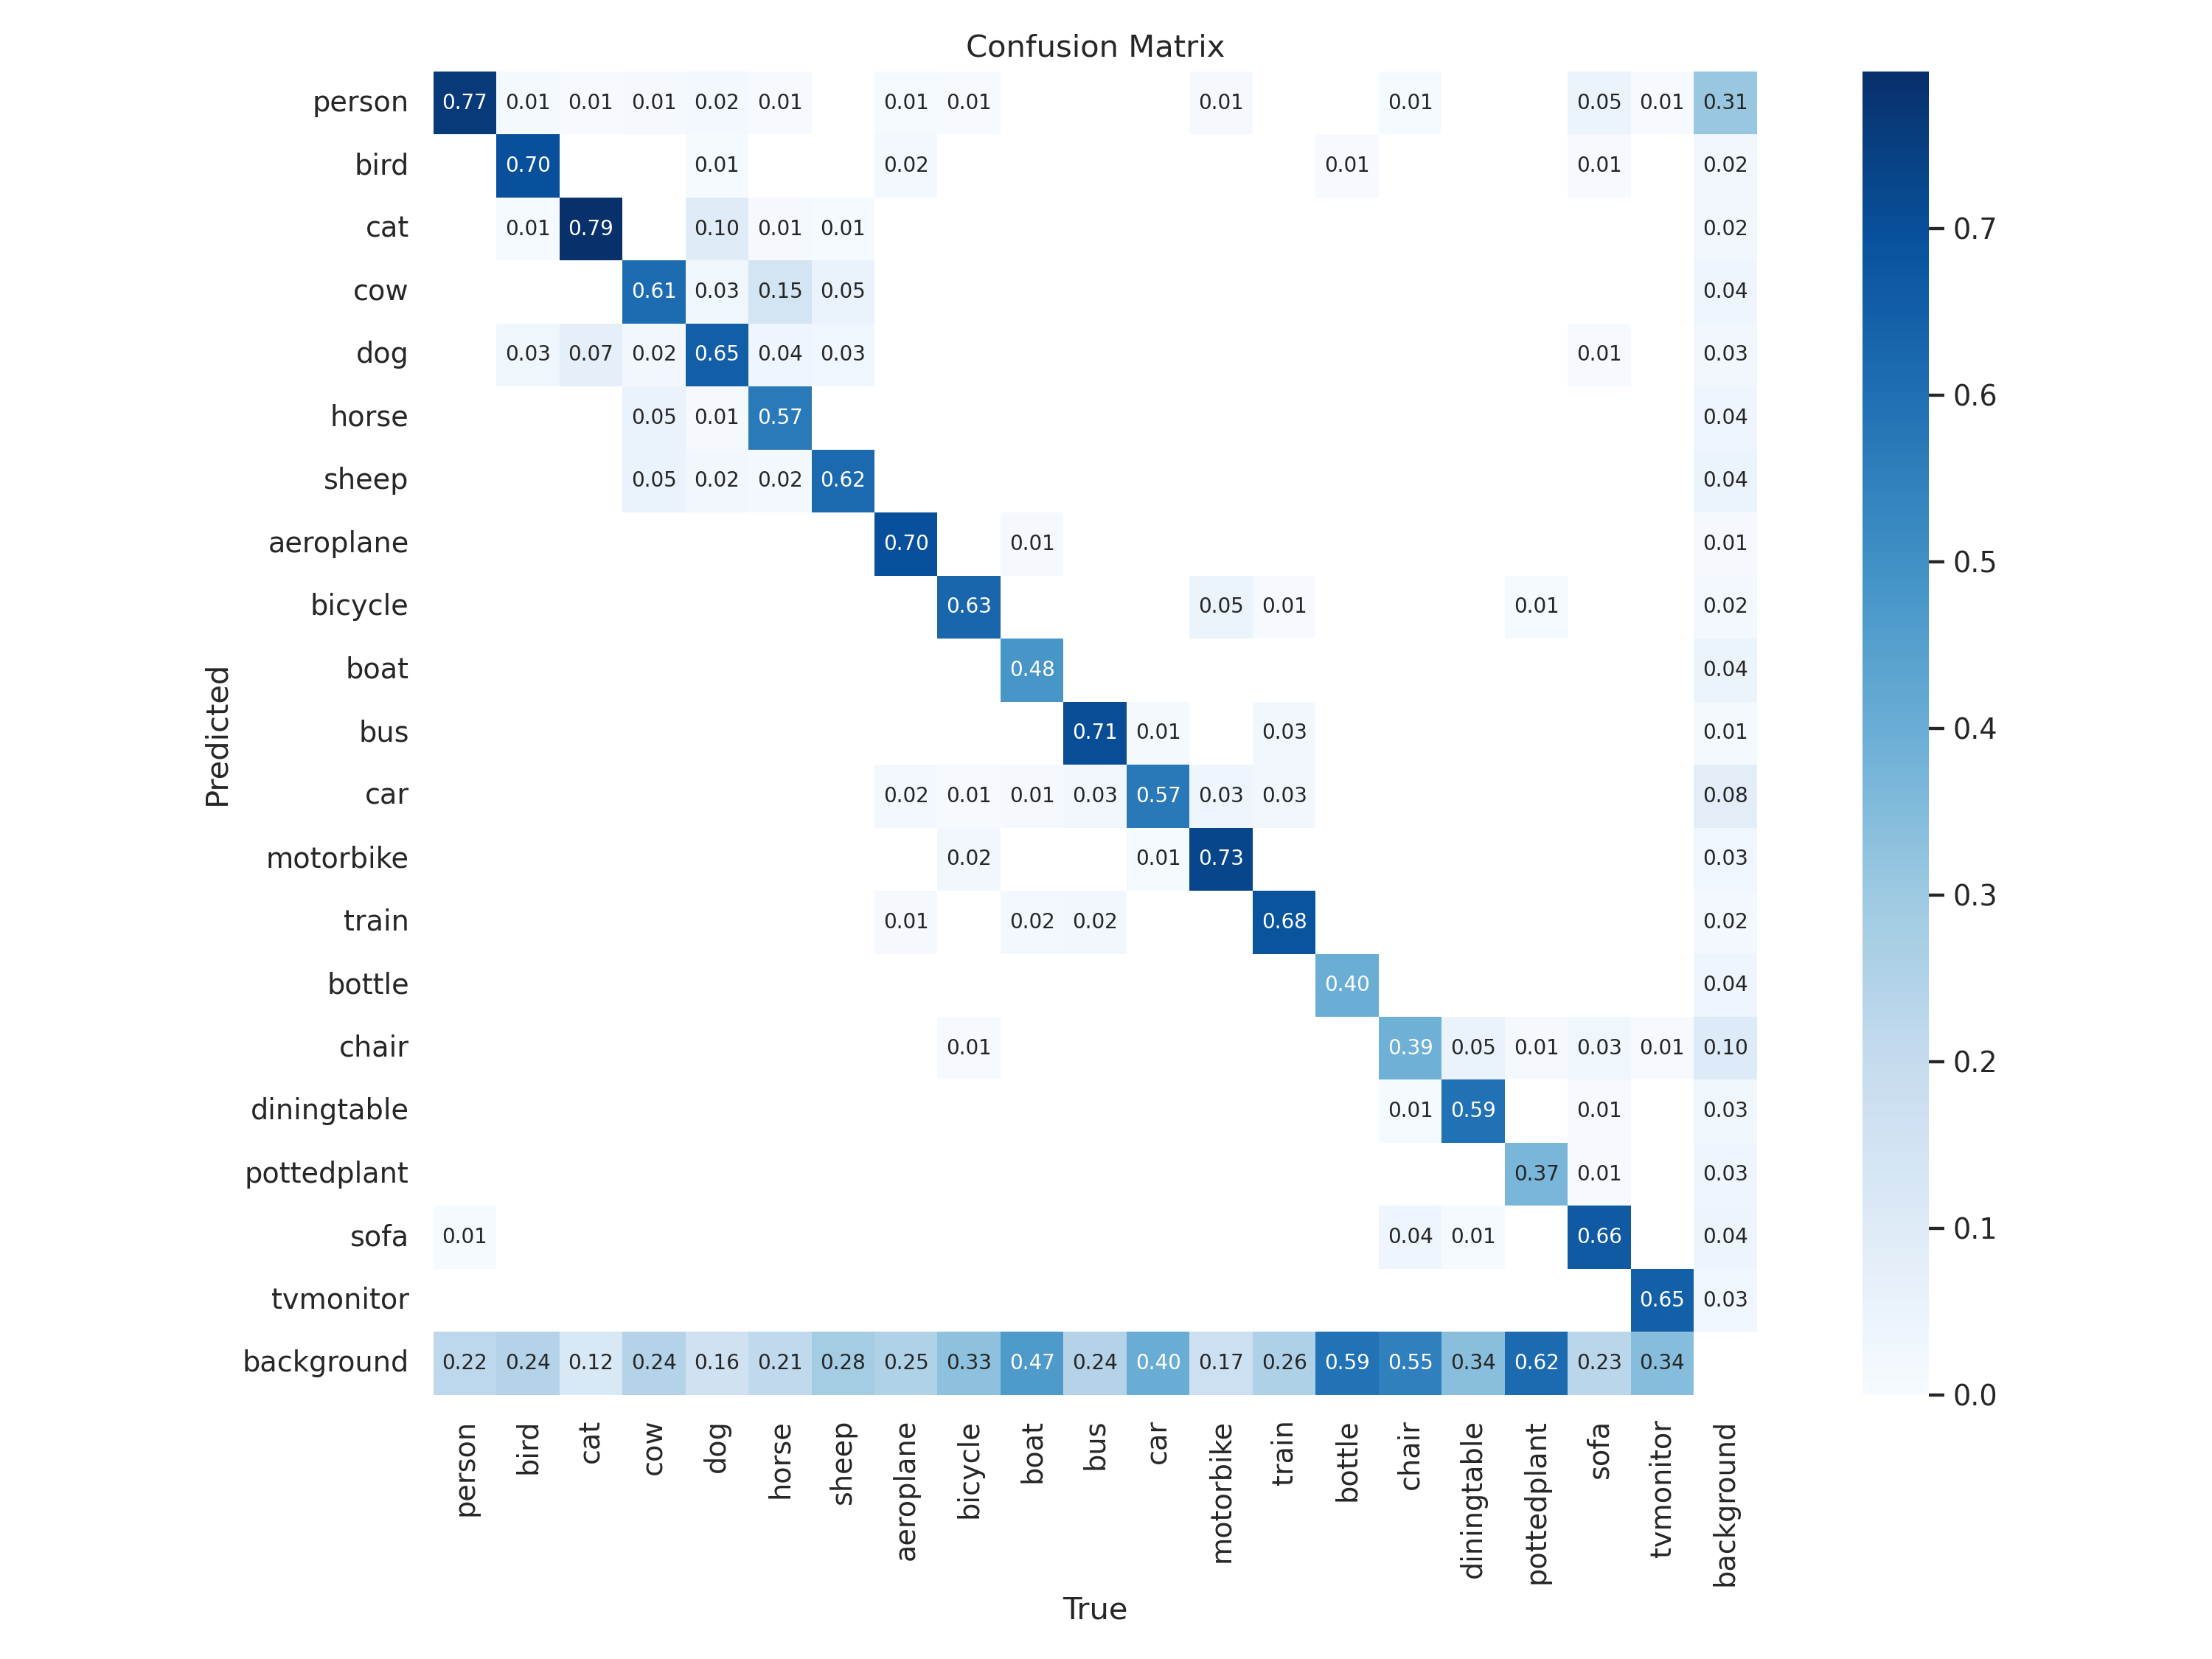 Confusion Matrix
person 0.77 0.01 0.01 0.01 0.02 0.01 0.01 0.01 0.01 0.01 0.05 0.01 0.31
bird 0.70 0.01 0.02 0.01 0.01 0.02
cat 0.01 0.79 0.10 0.01 0.01 0.02 0.7
cow 0.61 0.03 0.15 0.05 0.04
dog 0.03 0.07 0.02 0.65 0.04 0.03 0.01 0.03
horse 0.05 0.01 0.57 0.04 0.6
sheep 0.05 0.02 0.02 0.62 0.04
aeroplane 0.70 0.01 0.01 0.5
bicycle 0.63 0.05 0.01 0.01 0.02
boat 0.48 0.04
Predicted
bus 0.71 0.01 0.03 0.01 0.4
car 0.02 0.01 0.01 0.03 0.57 0.03 0.03 0.08
motorbike 0.02 0.01 0.73 0.03
train 0.01 0.02 0.02 0.68 0.02 0.3
bottle 0.40 0.04
chair 0.01 0.39 0.05 0.01 0.03 0.01 0.10 0.2
diningtable 0.01 0.59 0.01 0.03
pottedplant 0.37 0.01 0.03
sofa 0.01 0.04 0.01 0.66 0.04 0.1
tvmonitor 0.65 0.03
background 0.22 0.24 0.12 0.24 0.16 0.21 0.28 0.25 0.33 0.47 0.24 0.40 0.17 0.26 0.59 0.55 0.34 0.62 0.23 0.34 0.0
person bird cat cow dog horse sheep aeroplane bicycle boat bus car motorbike train bottle chair diningtable pottedplant sofa tvmonitor background
True